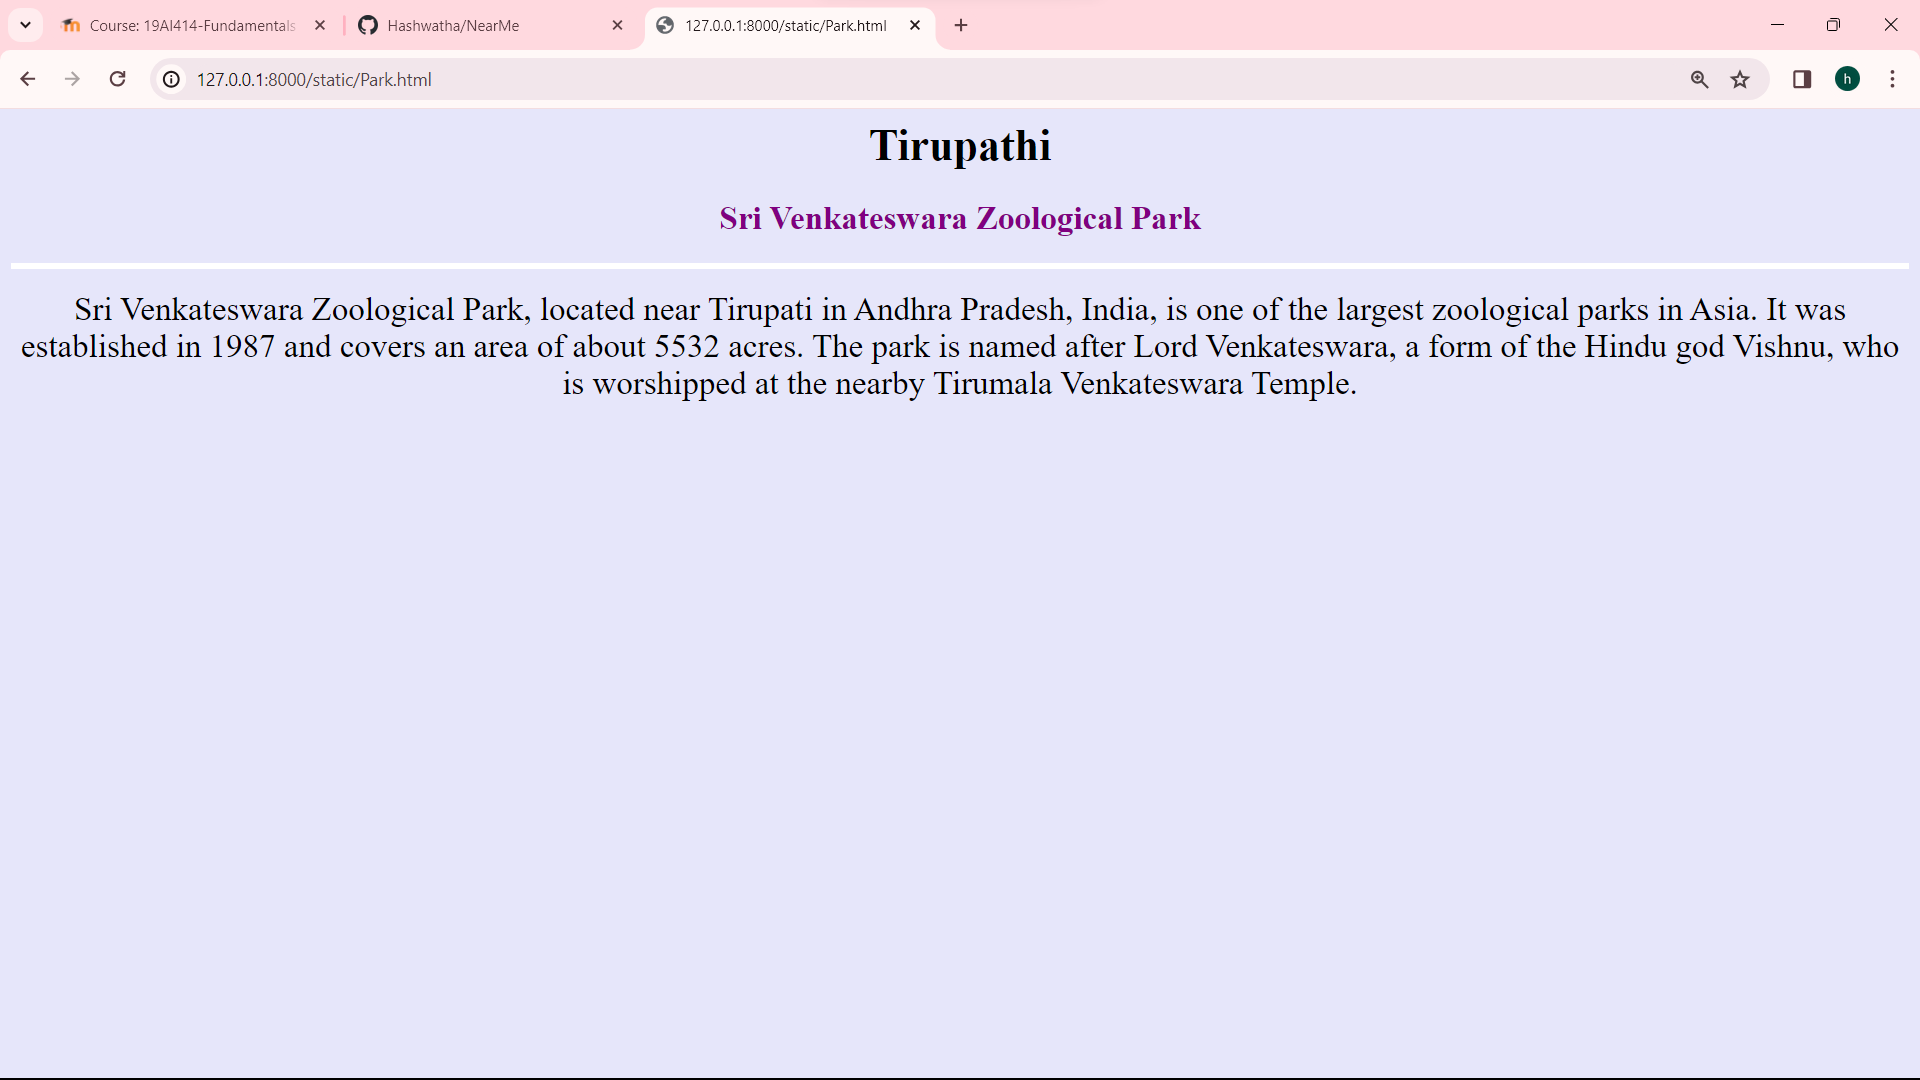 Course: 19AI414-Fundamentals
Hashwatha/NearMe
127.0.0.1:8000/static/Park.html
127.0.0.1:8000/static/Park.html
h
Tirupathi
Sri Venkateswara Zoological Park
Sri Venkateswara Zoological Park, located near Tirupati in Andhra Pradesh, India, is one of the largest zoological parks in Asia. It was
established in 1987 and covers an area of about 5532 acres. The park is named after Lord Venkateswara, a form of the Hindu god Vishnu, who
is worshipped at the nearby Tirumala Venkateswara Temple.